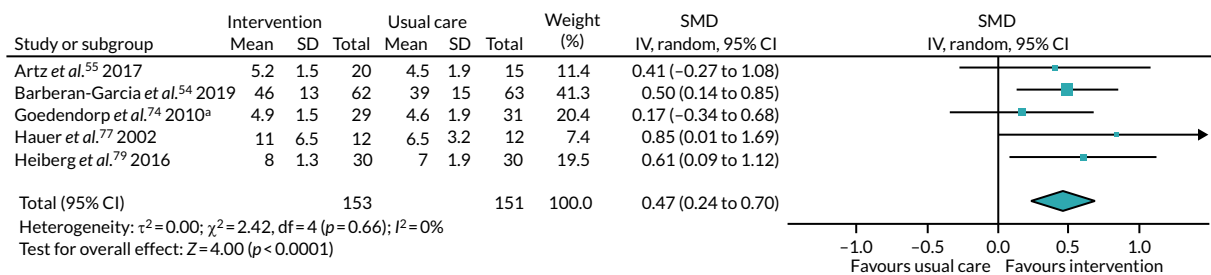 Intervention Usual care Weight SMD SMD
Study or subgroup Mean SD Total Mean SD Total (%) IV, random, 95% CI IV, random, 95% CI
Artz et al.55 2017 5.2 1.5 20 4.5 1.9 15 11.4 0.41 (–0.27 to 1.08)
Barberan-Garcia et al.54 2019 46 13 62 39 15 63 41.3 0.50 (0.14 to 0.85)
Goedendorp et al.74 2010a 4.9 1.5 29 4.6 1.9 31 20.4 0.17 (–0.34 to 0.68)
Hauer et al.77 2002 11 6.5 12 6.5 3.2 12 7.4 0.85 (0.01 to 1.69)
Heiberg et al.79 2016 8 1.3 30 7 1.9 30 19.5 0.61 (0.09 to 1.12)
Total (95% CI) 153 151 100.0 0.47 (0.24 to 0.70)
Heterogeneity: τ2=0.00; χ2=2.42, df=4 (p=0.66); I2=0%
Test for overall effect: Z=4.00 (p<0.0001)
–1.0 –0.5 0.0 0.5 1.0
Favours usual care Favours intervention